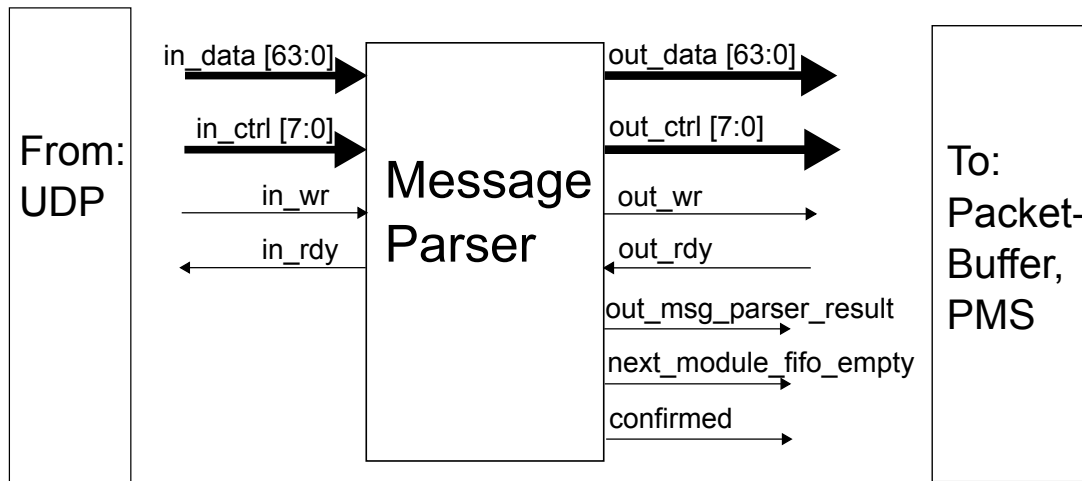 From:
UDP
in_data [63:0]
in_ctrl [7:0]
in_wr
in_rdy
Message
Parser
out_data [63:0]
out_ctrl [7:0]
out_wr
out_rdy
out_msg_parser_result
next_module_fifo_empty
confirmed
To:
Packet-
Buffer,
PMS